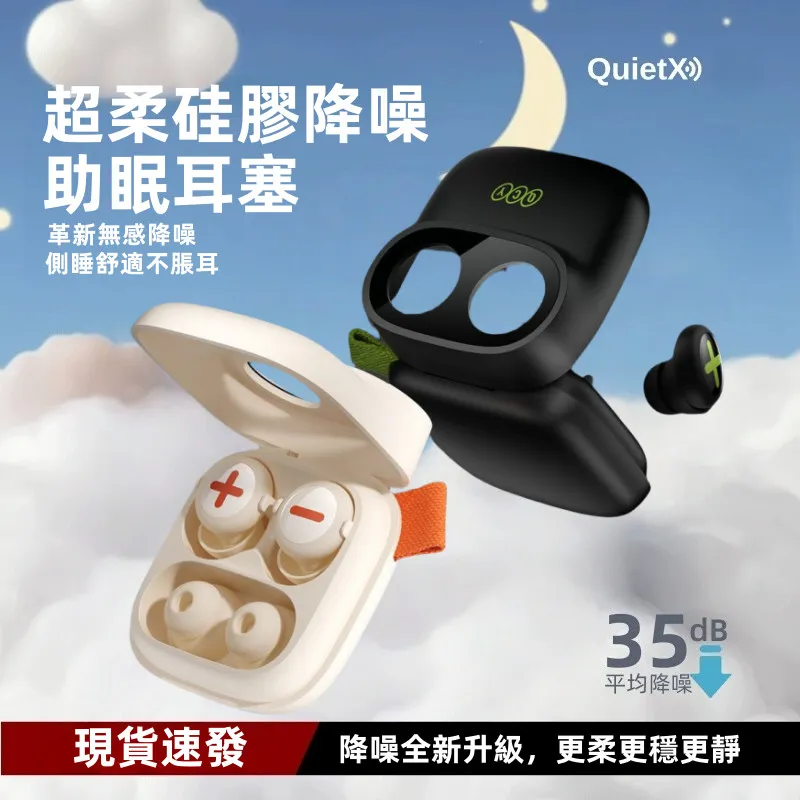 QuietX
超柔硅膠降噪
助眠耳塞
革新無感降噪
側睡舒適不脹耳
QCY
35dB
平均降噪
現貨速發
降噪全新升級，更柔更穩更靜